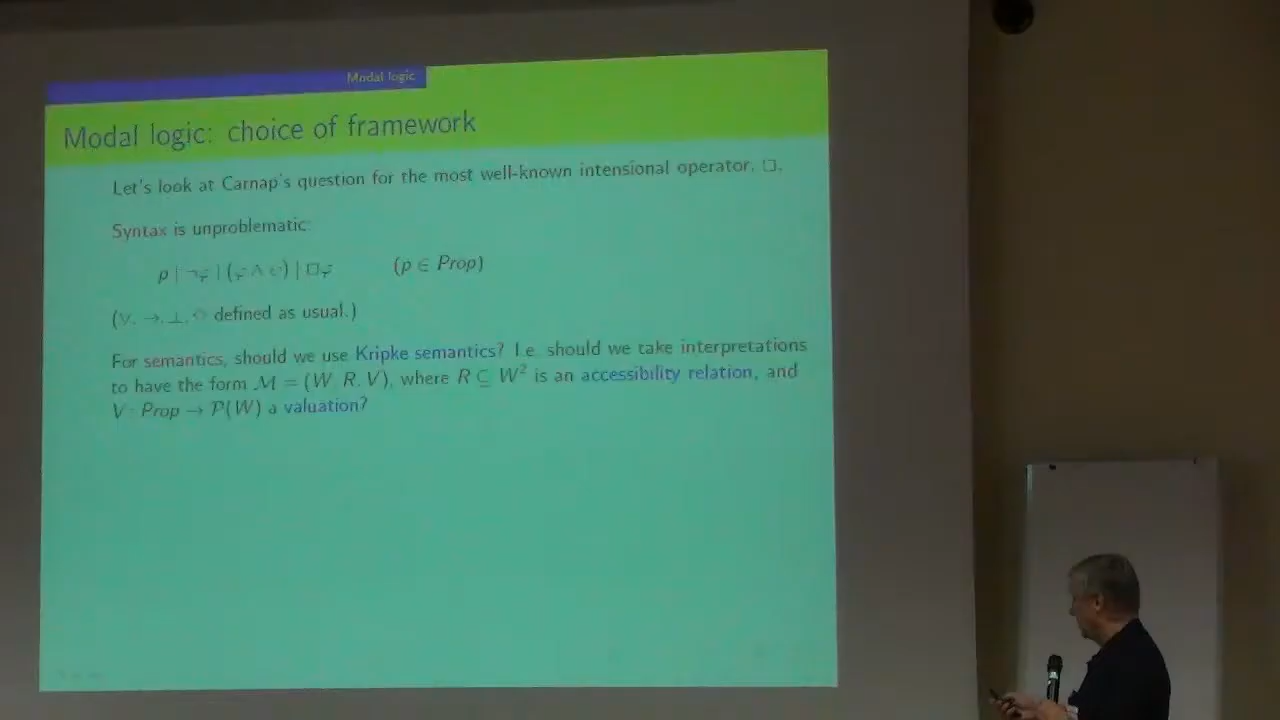 Modal logic
Modal logic: choice of framework
Let's look at Carnap's question for the most well-known intensional operator, □.
Syntax is unproblematic:
p | ¬φ | (φ ∧ ψ) | □φ (p ∈ Prop)
(∨, →, ⊥, ◇ defined as usual.)
For semantics, should we use Kripke semantics? I.e. should we take interpretations
to have the form M = (W, R, V), where R ⊆ W² is an accessibility relation, and
V : Prop → P(W) a valuation?